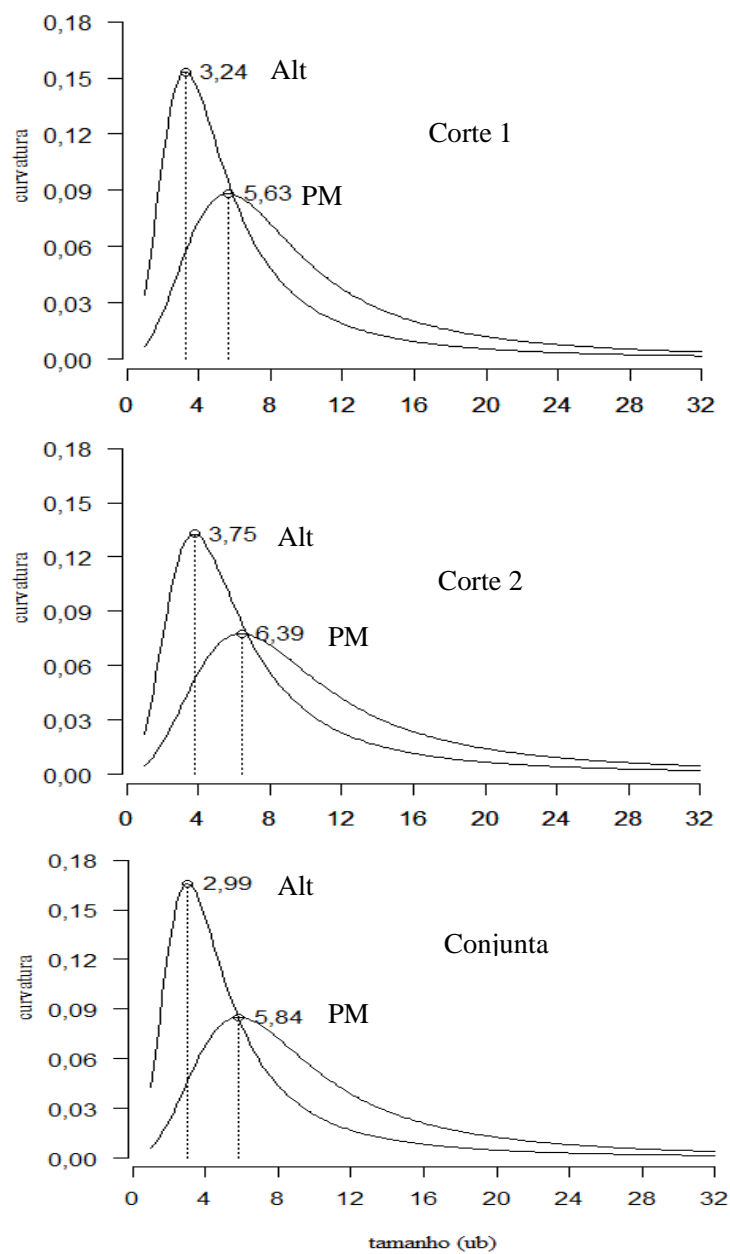 0,18
3,24 Alt
0,15
Corte 1
0,12
curvatura
0,09
5,63 PM
0,06
0,03
0,00
0 4 8 12 16 20 24 28 32
0,18
0,15
3,75 Alt
0,12
Corte 2
curvatura
0,09
6,39 PM
0,06
0,03
0,00
0 4 8 12 16 20 24 28 32
0,18
2,99 Alt
0,15
Conjunta
0,12
curvatura
0,09
5,84 PM
0,06
0,03
0,00
0 4 8 12 16 20 24 28 32
tamanho (ub)